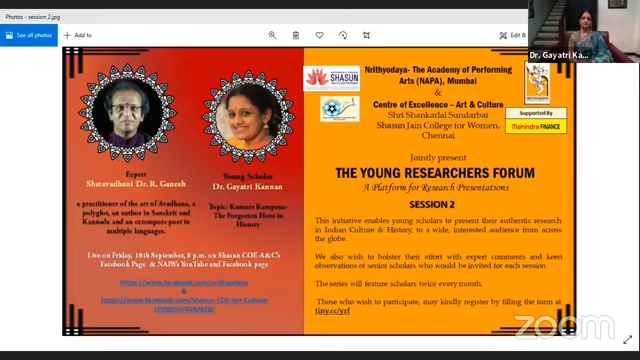 Photos - session 2.jpg
See all photos
Add to
Edit &
Dr. Gayatri Ka...
Expert
Shatavadhani Dr. R. Ganesh
a practitioner of the art of Avadhana, a
polyglot, an author in Sanskrit and
Kannada and an extempore poet in
multiple languages.
Young Scholar
Dr. Gayatri Kannan
Topic: Kumara Kampana-
The Forgotten Hero in
History
Live on Friday, 18th September, 8 p.m. on Shasun COE-A&C's
Facebook Page & NAPA's YouTube and Facebook page
https://www.facebook.com/nrithyodaya
&
https://www.facebook.com/Shasun-COE-Art-Culture-
SHASUN
Nrithyodaya- The Academy of Performing
Arts (NAPA), Mumbai
&
Centre of Excellence – Art & Culture
Shri Shankarlal Sundarbai
Shasun Jain College for Women,
Chennai
Supported By
Mahindra FINANCE
Jointly present
THE YOUNG RESEARCHERS FORUM
A Platform for Research Presentations
SESSION 2
This initiative enables young scholars to present their authentic research
in Indian Culture & History, to a wide, interested audience from across
the globe.
We also wish to bolster their effort with expert comments and keen
observations of senior scholars who would be invited for each session.
The series will feature scholars twice every month.
Those who wish to participate, may kindly register by filling the form at
tiny.cc/yrf
zoom